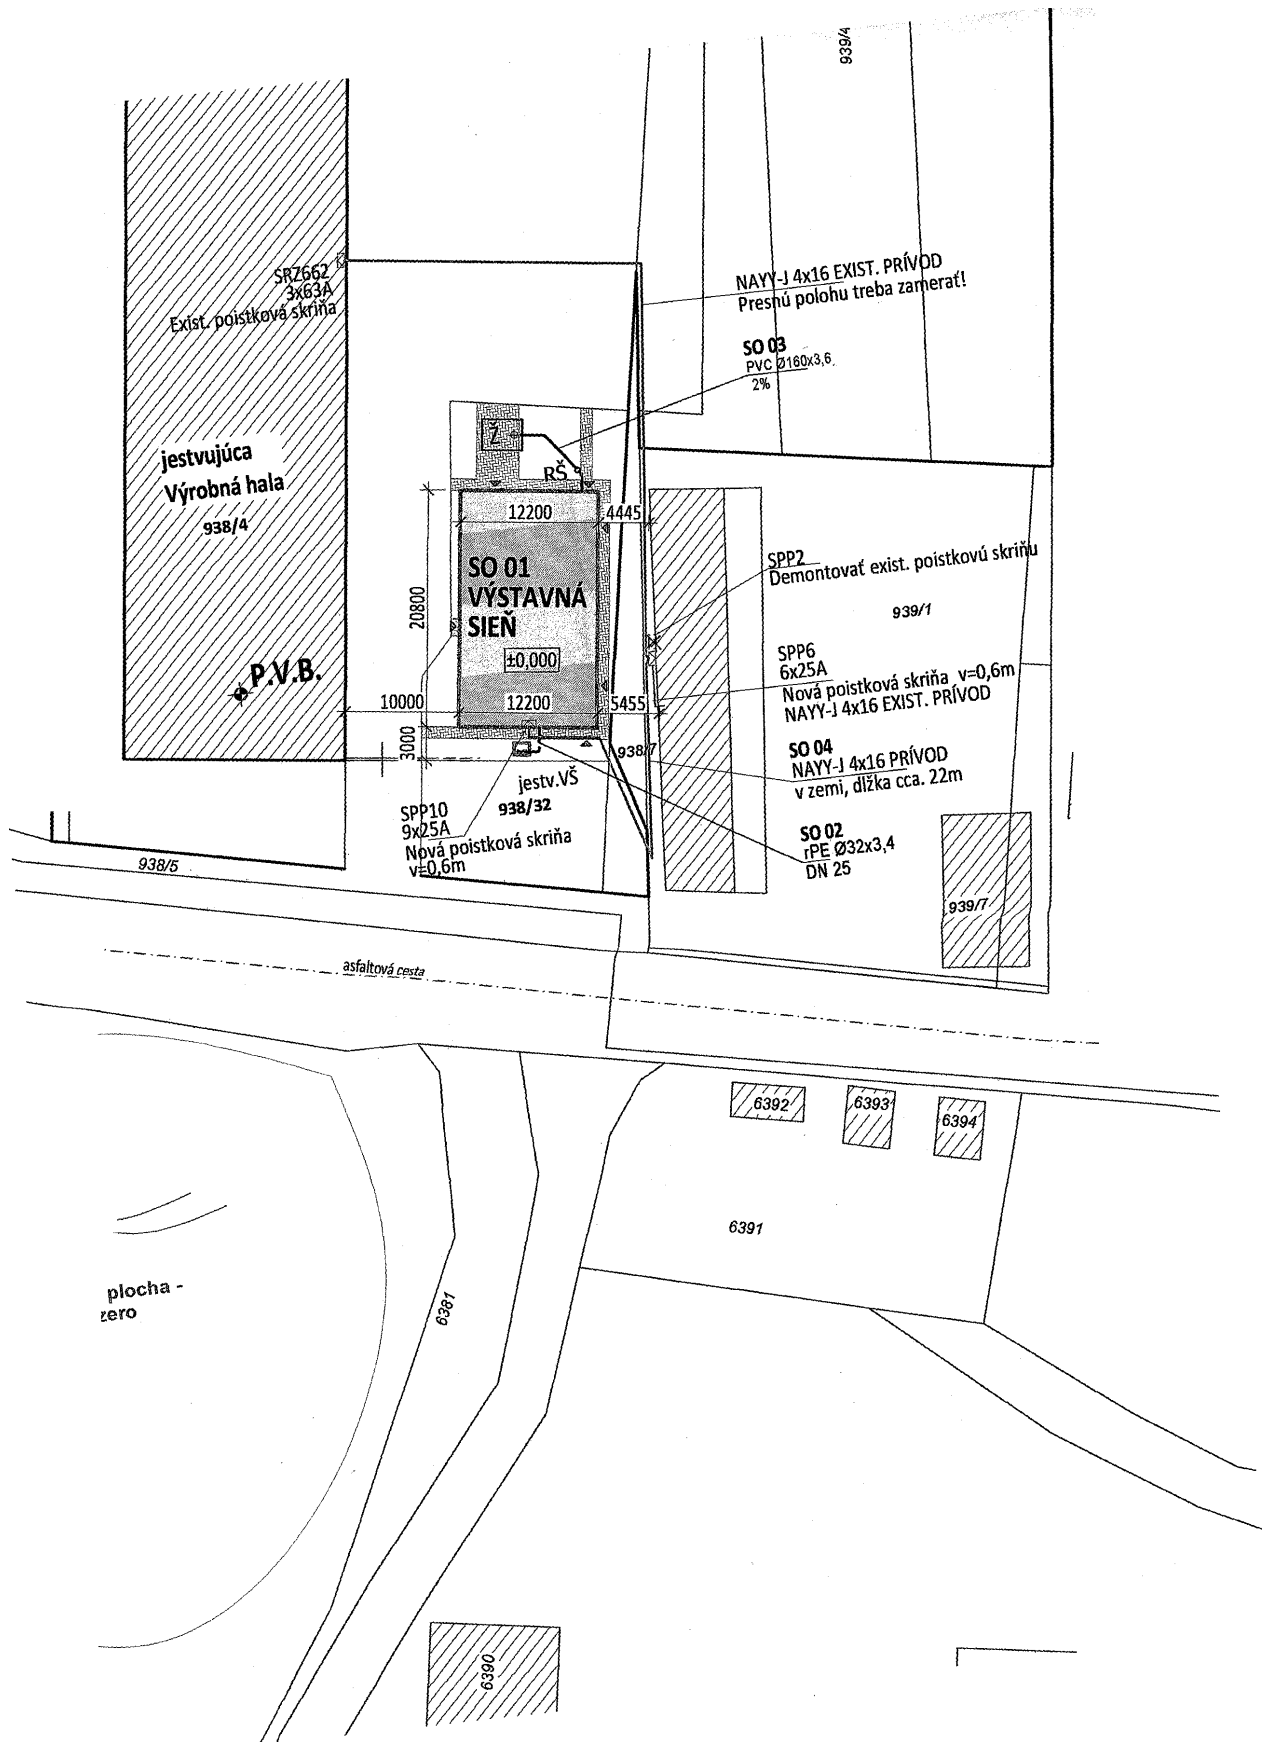 939/4
NAYY-J 4x16 EXIST. PRÍVOD
Presnú polohu treba zamerať!
SRZ662
3x63A
Exist. poistková skriňa
SO 03
PVC Ø160x3,6
2%
Ž
RŠ
jestvujúca
Výrobná hala
938/4
12200
4445
SO 01
VÝSTAVNÁ
SIEŇ
±0,000
20800
SPP2
Demontovať exist. poistkovú skriňu
939/1
SPP6
6x25A
Nová poistková skriňa v=0,6m
NAYY-J 4x16 EXIST. PRÍVOD
P.V.B.
10000
12200
5455
3000
938/7
SO 04
NAYY-J 4x16 PRÍVOD
v zemi, dĺžka cca. 22m
jestv.VŠ
938/32
SPP10
9x25A
Nová poistková skriňa
v=0,6m
SO 02
rPE Ø32x3,4
DN 25
938/5
939/7
asfaltová cesta
6392
6393
6394
6391
plocha -
zero
6381
6390